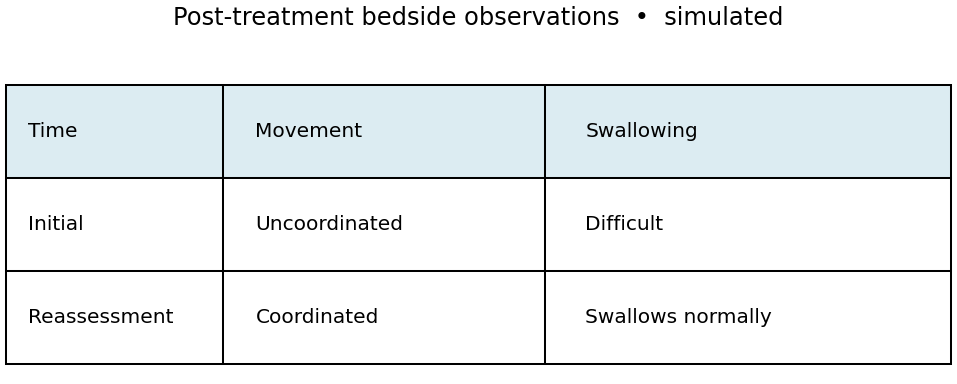 Post-treatment bedside observations • simulated
Time Movement Swallowing
Initial Uncoordinated Difficult
Reassessment Coordinated Swallows normally